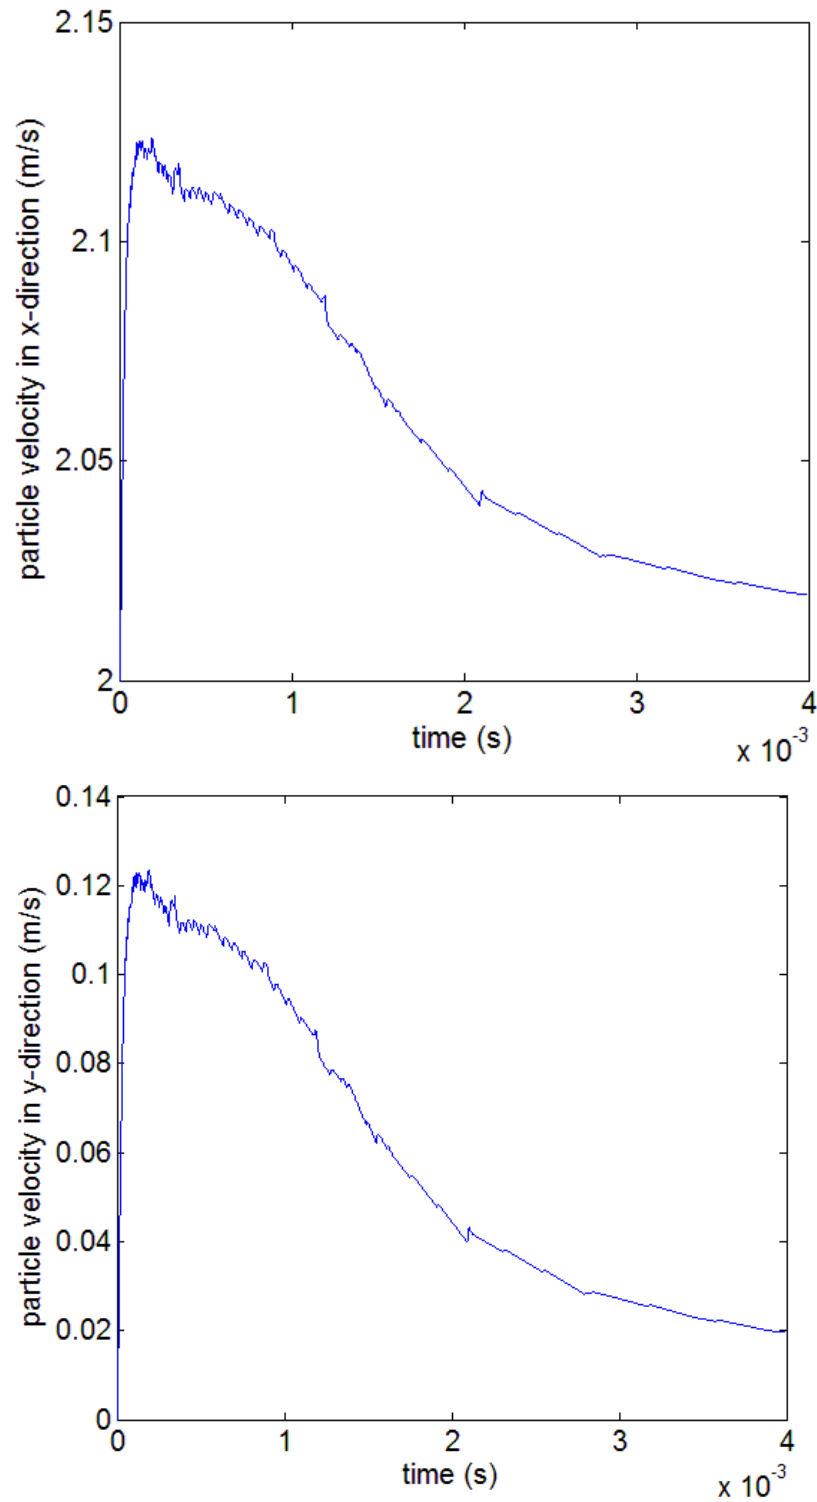 2.15
2.1
2.05
2
particle velocity in x-direction (m/s)
0 1 2 3 4
time (s)
x 10-3
0.14
0.12
0.1
0.08
0.06
0.04
0.02
0
particle velocity in y-direction (m/s)
0 1 2 3 4
time (s)
x 10-3